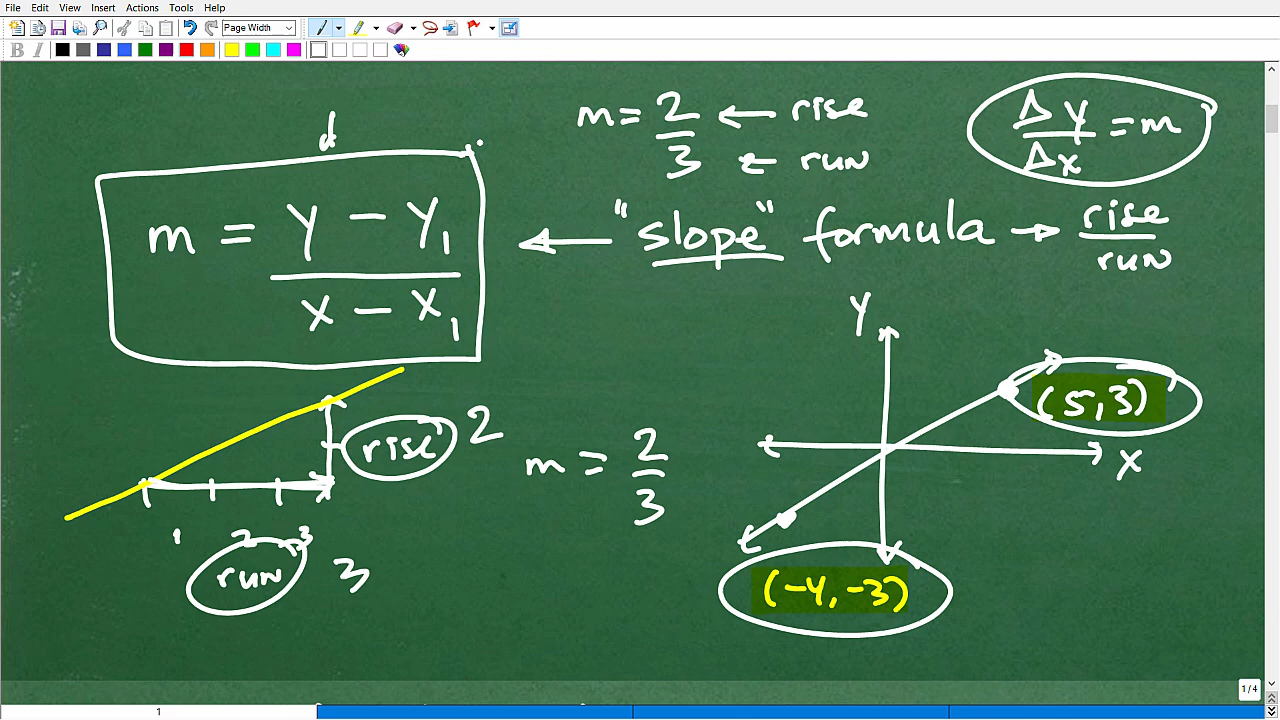 File Edit View Insert Actions Tools Help
Page Width
B I
m = 2/3 ← rise ← run
Δy/Δx = m
d
m = y - y₁ / x - x₁
← "slope" formula → rise/run
y
(5,3)
rise 2
m = 2/3
x
1 2 3
run 3
(-4,-3)
1/4
1